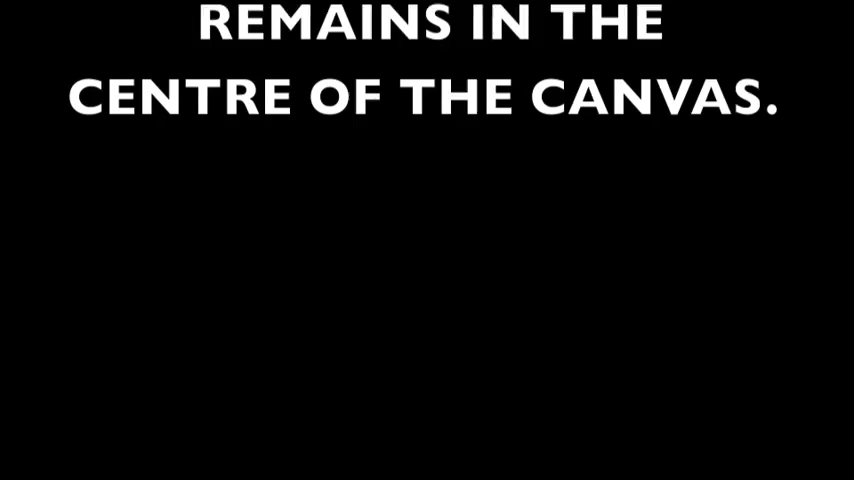 REMAINS IN THE
CENTRE OF THE CANVAS.